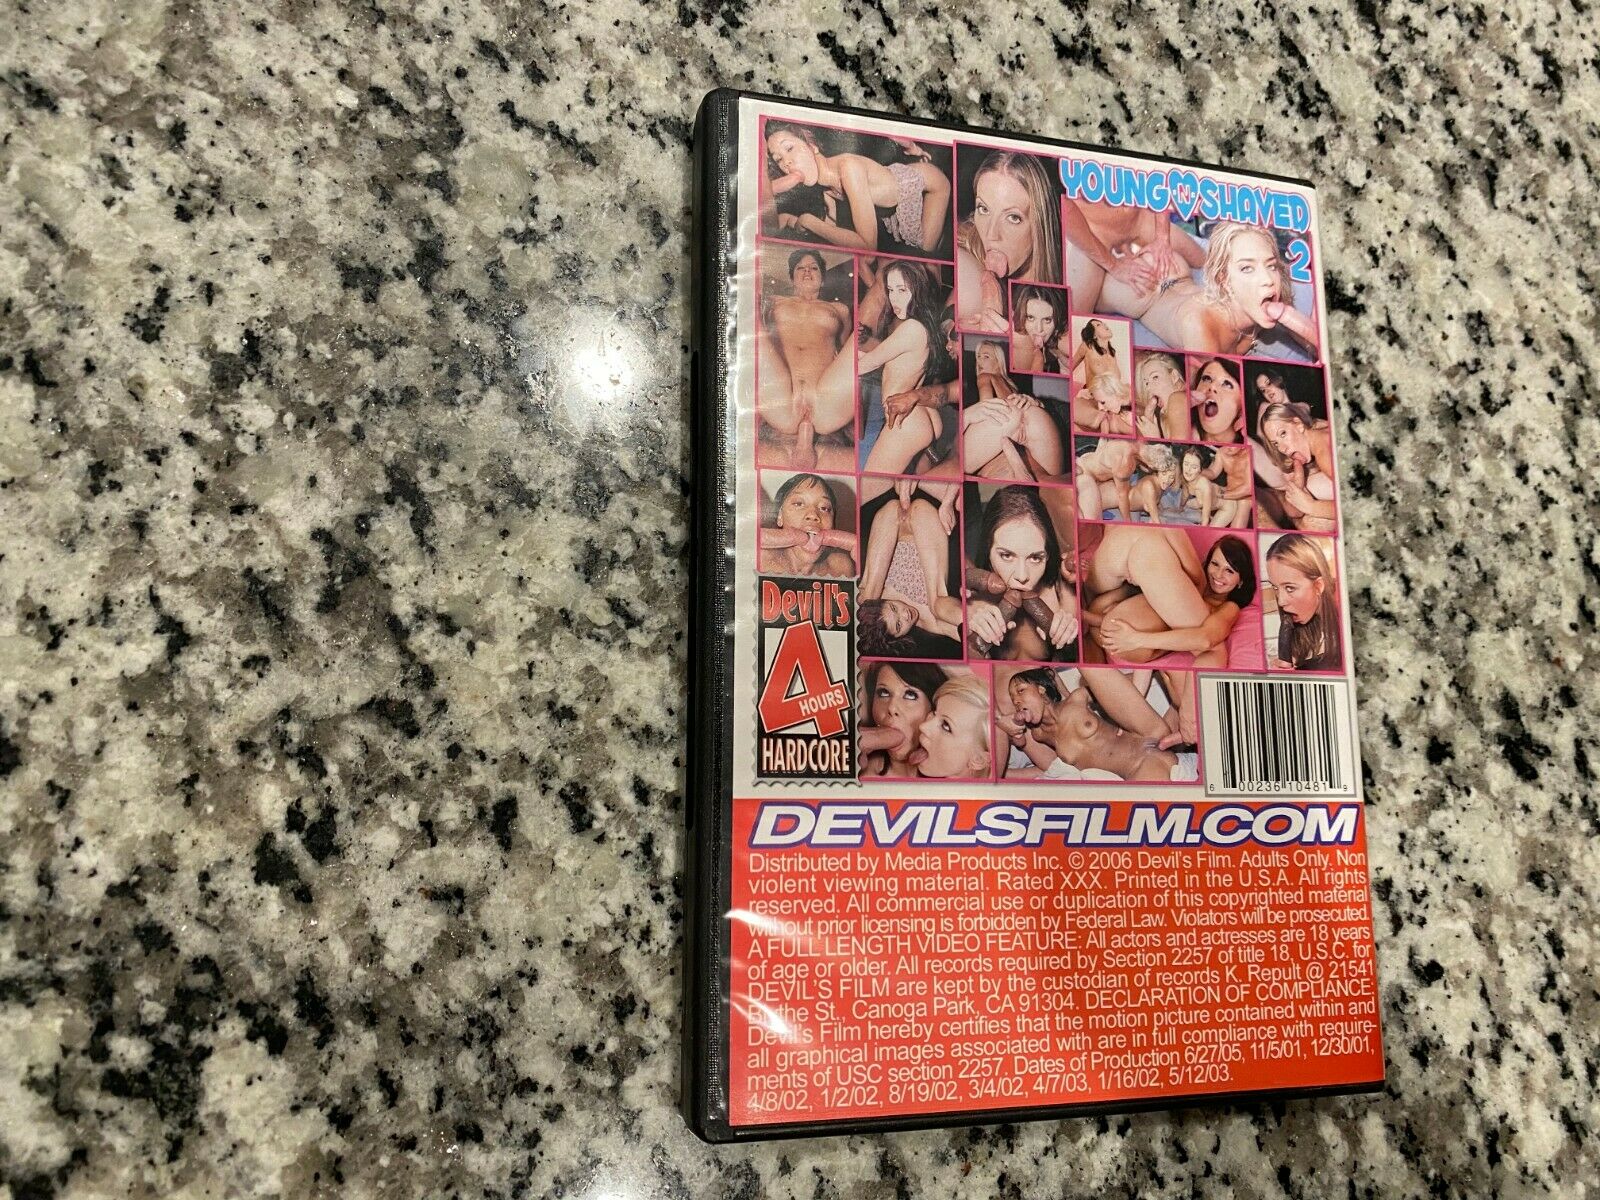 YOUNG N SHAVED
2
Devil's
4
HOURS
HARDCORE
6 00236 10481 9
DEVILSFILM.COM
Distributed by Media Products Inc. © 2006 Devil's Film. Adults Only. Non
violent viewing material. Rated XXX. Printed in the U.S.A. All rights
reserved. All commercial use or duplication of this copyrighted material
without prior licensing is forbidden by Federal Law. Violators will be prosecuted.
A FULL LENGTH VIDEO FEATURE: All actors and actresses are 18 years
of age or older. All records required by Section 2257 of title 18, U.S.C. for
DEVIL'S FILM are kept by the custodian of records K. Repult @ 21541
St., Canoga Park, CA 91304. DECLARATION OF COMPLIANCE:
Devil's Film hereby certifies that the motion picture contained within and
all graphical images associated with are in full compliance with require-
ments of USC section 2257. Dates of Production 6/27/05, 11/5/01, 12/30/01,
4/8/02, 1/2/02, 8/19/02, 3/4/02, 4/7/03, 1/16/02, 5/12/03.